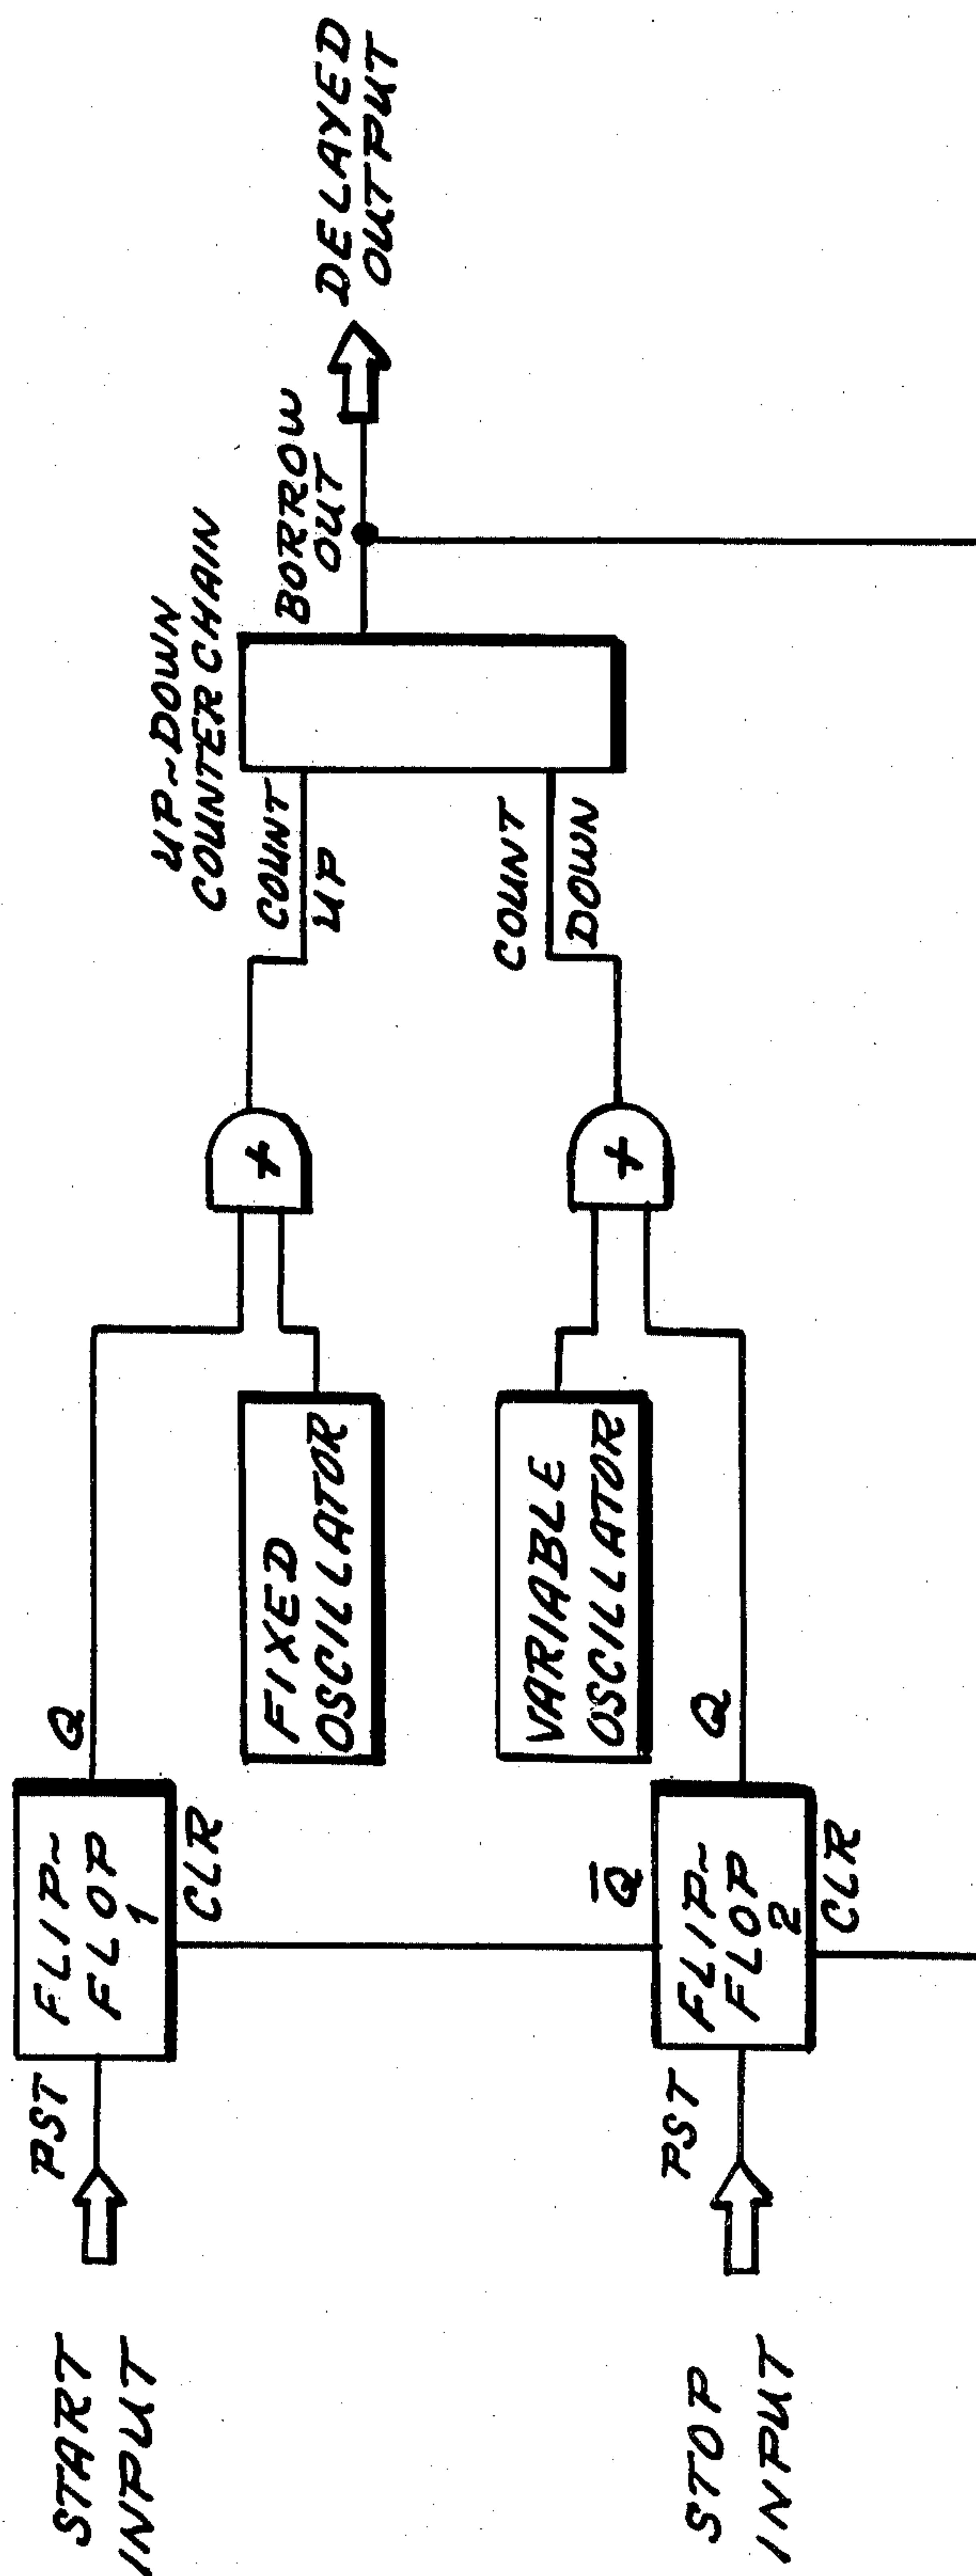 START
INPUT
PST
FLIP~
FLOP
1
Q
CLR
FIXED
OSCILLATOR
+
COUNT
UP
UP~DOWN
COUNTER CHAIN
BORROW
OUT
DELAYED
OUTPUT
STOP
INPUT
PST
Q̅
FLIP~
FLOP
2
Q
CLR
VARIABLE
OSCILLATOR
+
COUNT
DOWN